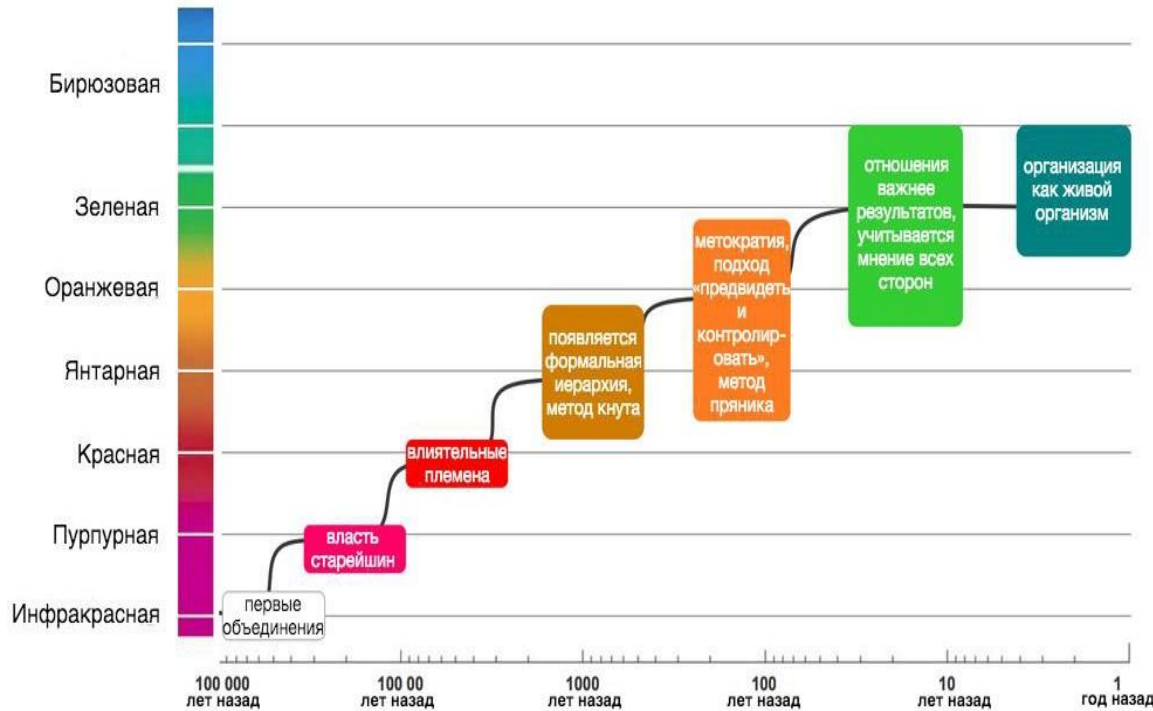 Бирюзовая
Зеленая
Оранжевая
Янтарная
Красная
Пурпурная
Инфракрасная
первые
объединения
власть
старейшин
влиятельные
племена
появляется
формальная
иерархия,
метод кнута
метократия,
подход
«предвидеть
и
контролир-
овать»,
метод
пряника
отношения
важнее
результатов,
учитывается
мнение всех
сторон
организация
как живой
организм
100 000
лет назад
100 00
лет назад
1000
лет назад
100
лет назад
10
лет назад
1
год назад